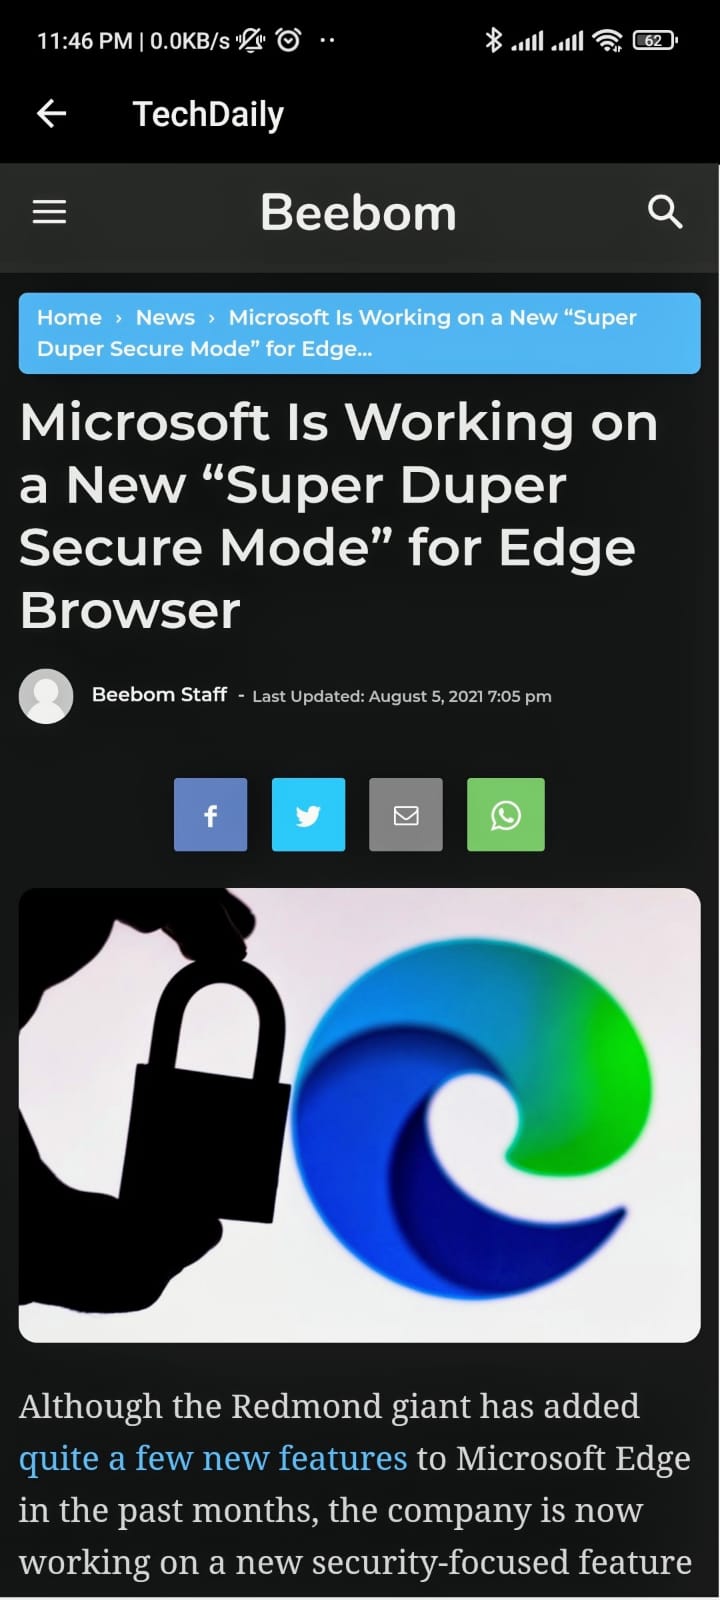 11:46 PM | 0.0KB/s
62
TechDaily
Beebom
Home › News › Microsoft Is Working on a New “Super
Duper Secure Mode” for Edge...
Microsoft Is Working on
a New “Super Duper
Secure Mode” for Edge
Browser
Beebom Staff - Last Updated: August 5, 2021 7:05 pm
f
Although the Redmond giant has added
quite a few new features to Microsoft Edge
in the past months, the company is now
working on a new security-focused feature